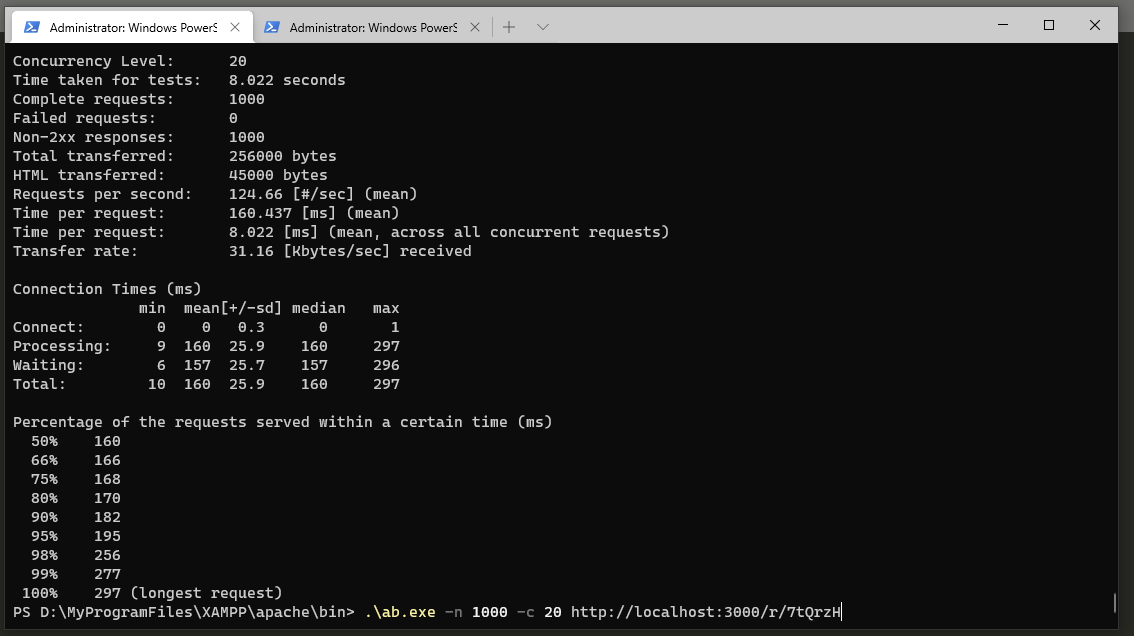 Administrator: Windows PowerS Administrator: Windows PowerS
Concurrency Level:      20
Time taken for tests:   8.022 seconds
Complete requests:      1000
Failed requests:        0
Non-2xx responses:      1000
Total transferred:      256000 bytes
HTML transferred:       45000 bytes
Requests per second:    124.66 [#/sec] (mean)
Time per request:       160.437 [ms] (mean)
Time per request:       8.022 [ms] (mean, across all concurrent requests)
Transfer rate:          31.16 [Kbytes/sec] received
Connection Times (ms)
              min  mean[+/-sd] median   max
Connect:        0    0   0.3      0       1
Processing:     9  160  25.9    160     297
Waiting:        6  157  25.7    157     296
Total:         10  160  25.9    160     297
Percentage of the requests served within a certain time (ms)
  50%    160
  66%    166
  75%    168
  80%    170
  90%    182
  95%    195
  98%    256
  99%    277
 100%    297 (longest request)
PS D:\MyProgramFiles\XAMPP\apache\bin> .\ab.exe -n 1000 -c 20 http://localhost:3000/r/7tQrzH